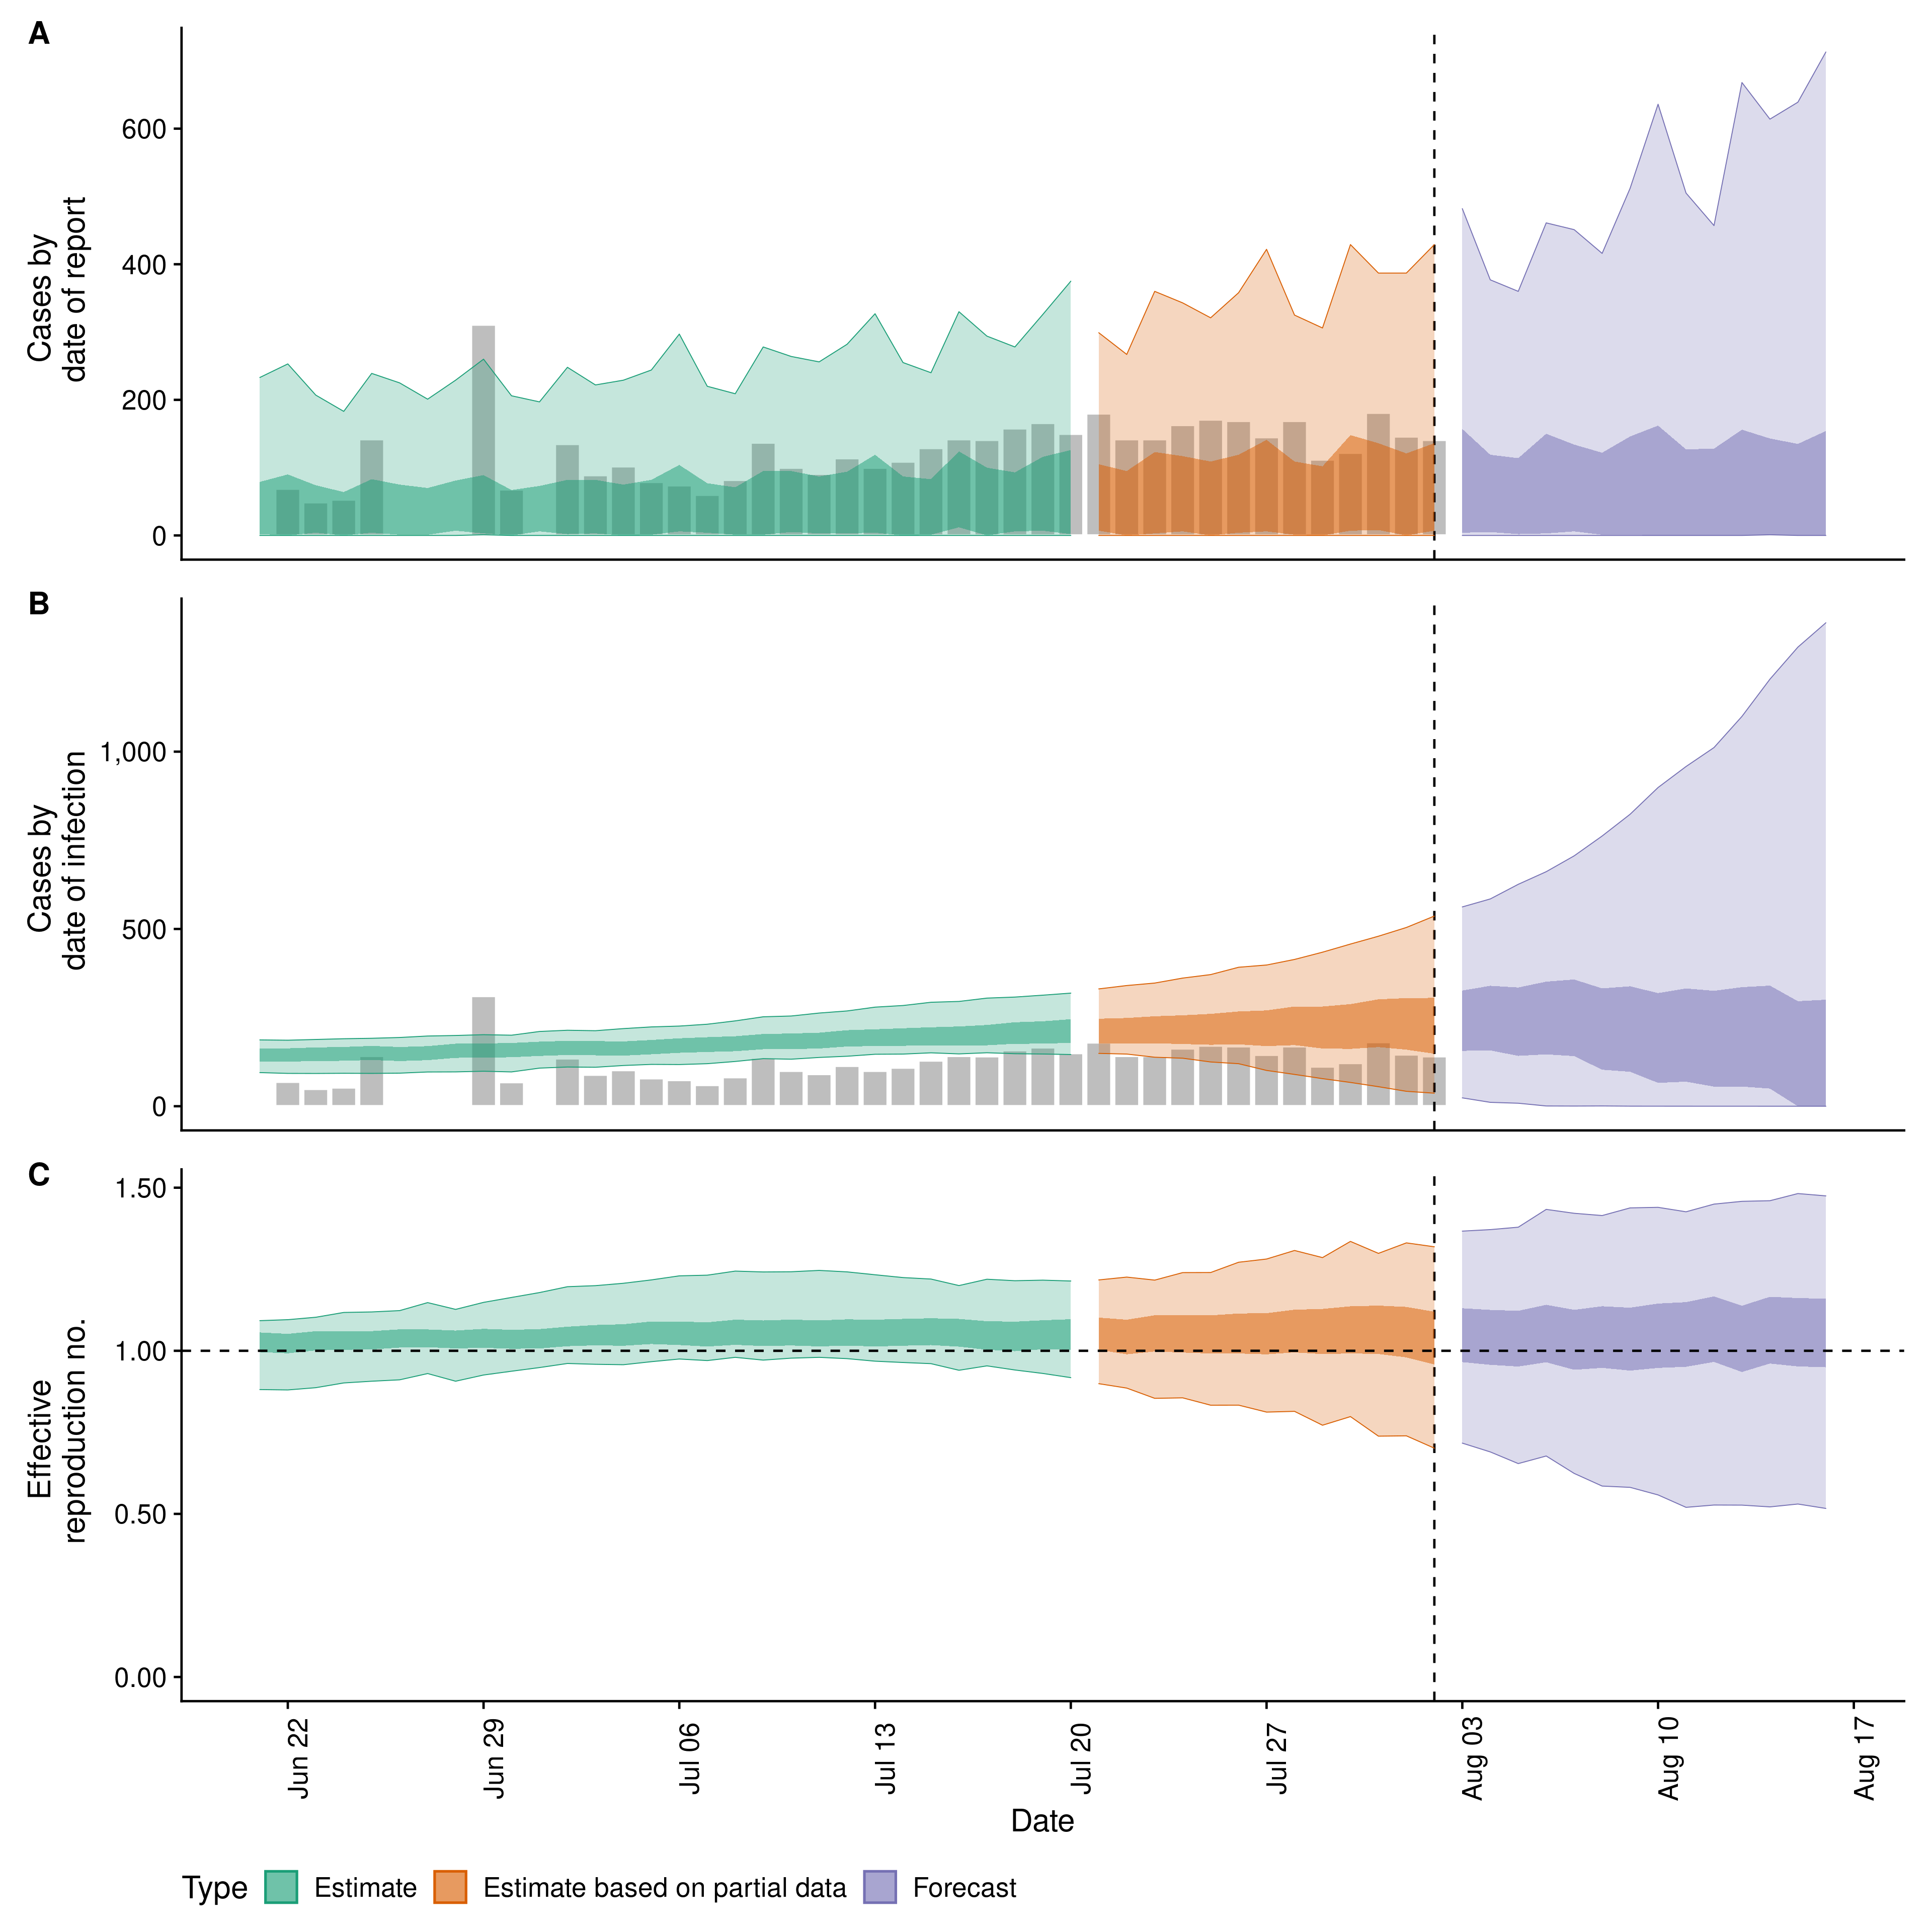 A
Cases by
date of report
600
400
200
0
B
Cases by
date of infection
1,000
500
0
C
Effective
reproduction no.
1.50
1.00
0.50
0.00
Jun 22
Jun 29
Jul 06
Jul 13
Jul 20
Jul 27
Aug 03
Aug 10
Aug 17
Date
Type Estimate Estimate based on partial data Forecast